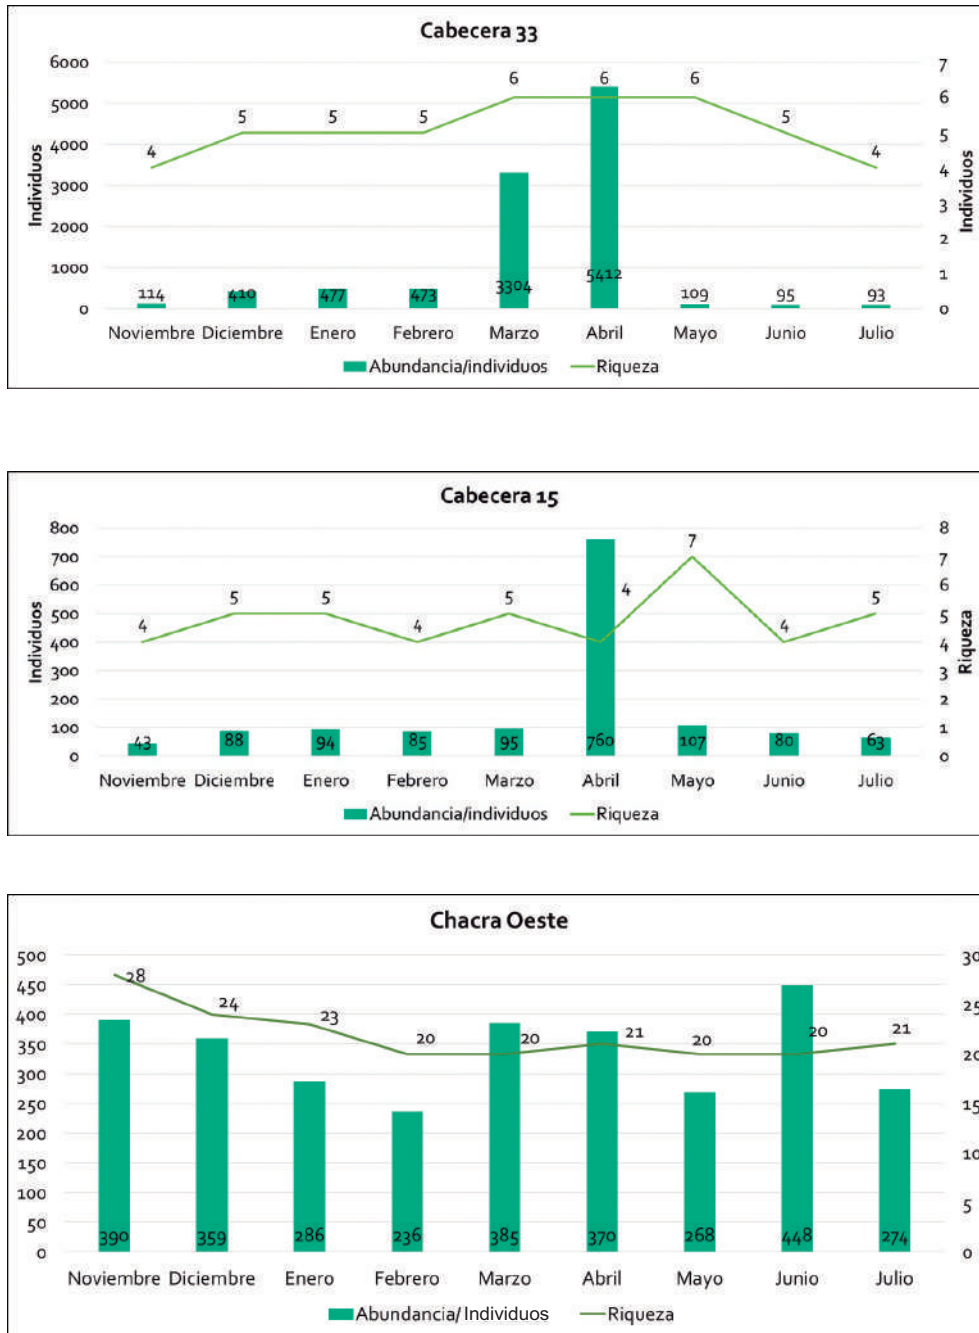 Cabecera 33
6000 7
5000 6
4000 5
3000 4
2000 3
1000 2
0 1
0
Individuos
Individuos
4 5 5 5 6 6 6 5 4
114 410 477 473 3304 5412 109 95 93
Noviembre Diciembre Enero Febrero Marzo Abril Mayo Junio Julio
Abundancia/individuos Riqueza
Cabecera 15
800 8
700 7
600 6
500 5
400 4
300 3
200 2
100 1
0 0
Individuos
Riqueza
4 5 5 4 5 4 7 4 5
43 88 94 85 95 760 107 80 63
Noviembre Diciembre Enero Febrero Marzo Abril Mayo Junio Julio
Abundancia/individuos Riqueza
Chacra Oeste
500 30
450 25
400 20
350 15
300 10
250 5
200 0
150
100
50
0
28 24 23 20 20 21 20 20 21
390 359 286 236 385 370 268 448 274
Noviembre Diciembre Enero Febrero Marzo Abril Mayo Junio Julio
Abundancia/ Individuos Riqueza